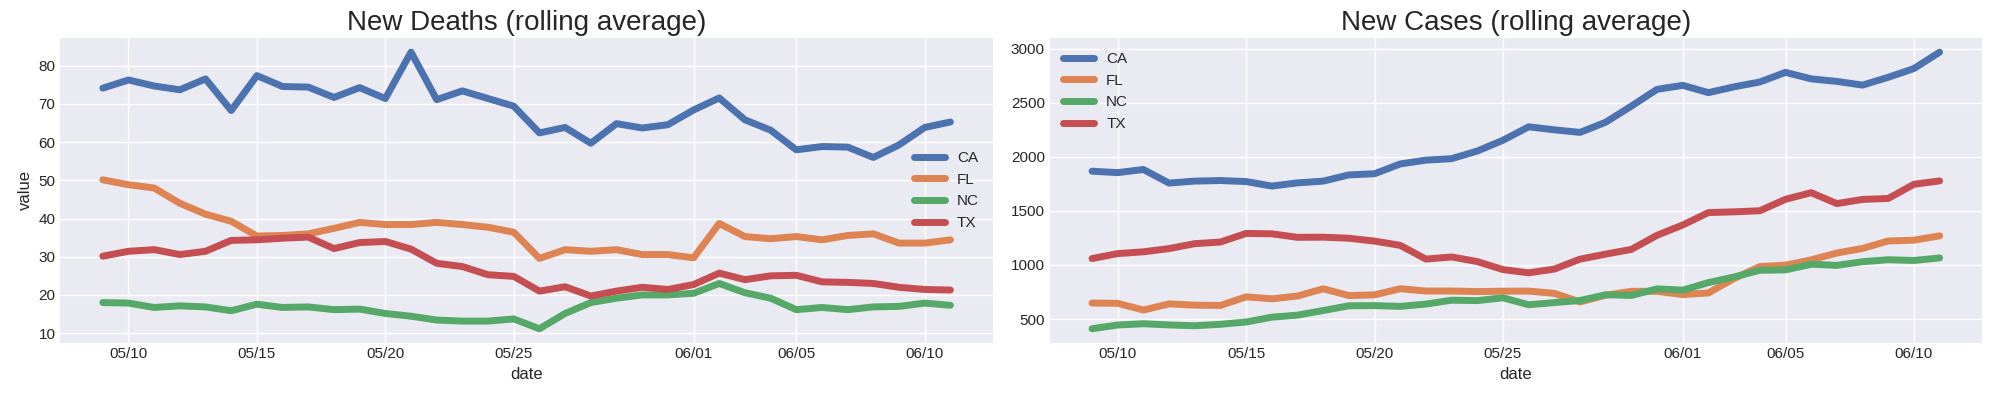 New Deaths (rolling average)
80
70
60
50
40
30
20
10
value
05/10
05/15
05/20
05/25
06/01
06/05
06/10
date
CA
FL
NC
TX
New Cases (rolling average)
3000
2500
2000
1500
1000
500
05/10
05/15
05/20
05/25
06/01
06/05
06/10
date
CA
FL
NC
TX